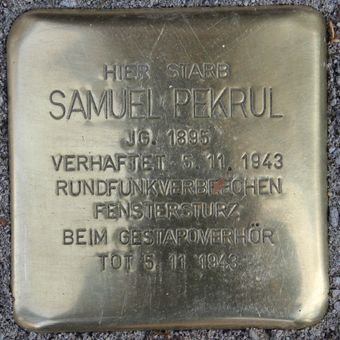 HIER STARB
SAMUEL PEKRUL
JG. 1895
VERHAFTET 5. 11. 1943
RUNDFUNKVERBRECHEN
FENSTERSTURZ
BEIM GESTAPOVERHÖR
TOT 5. 11. 1943